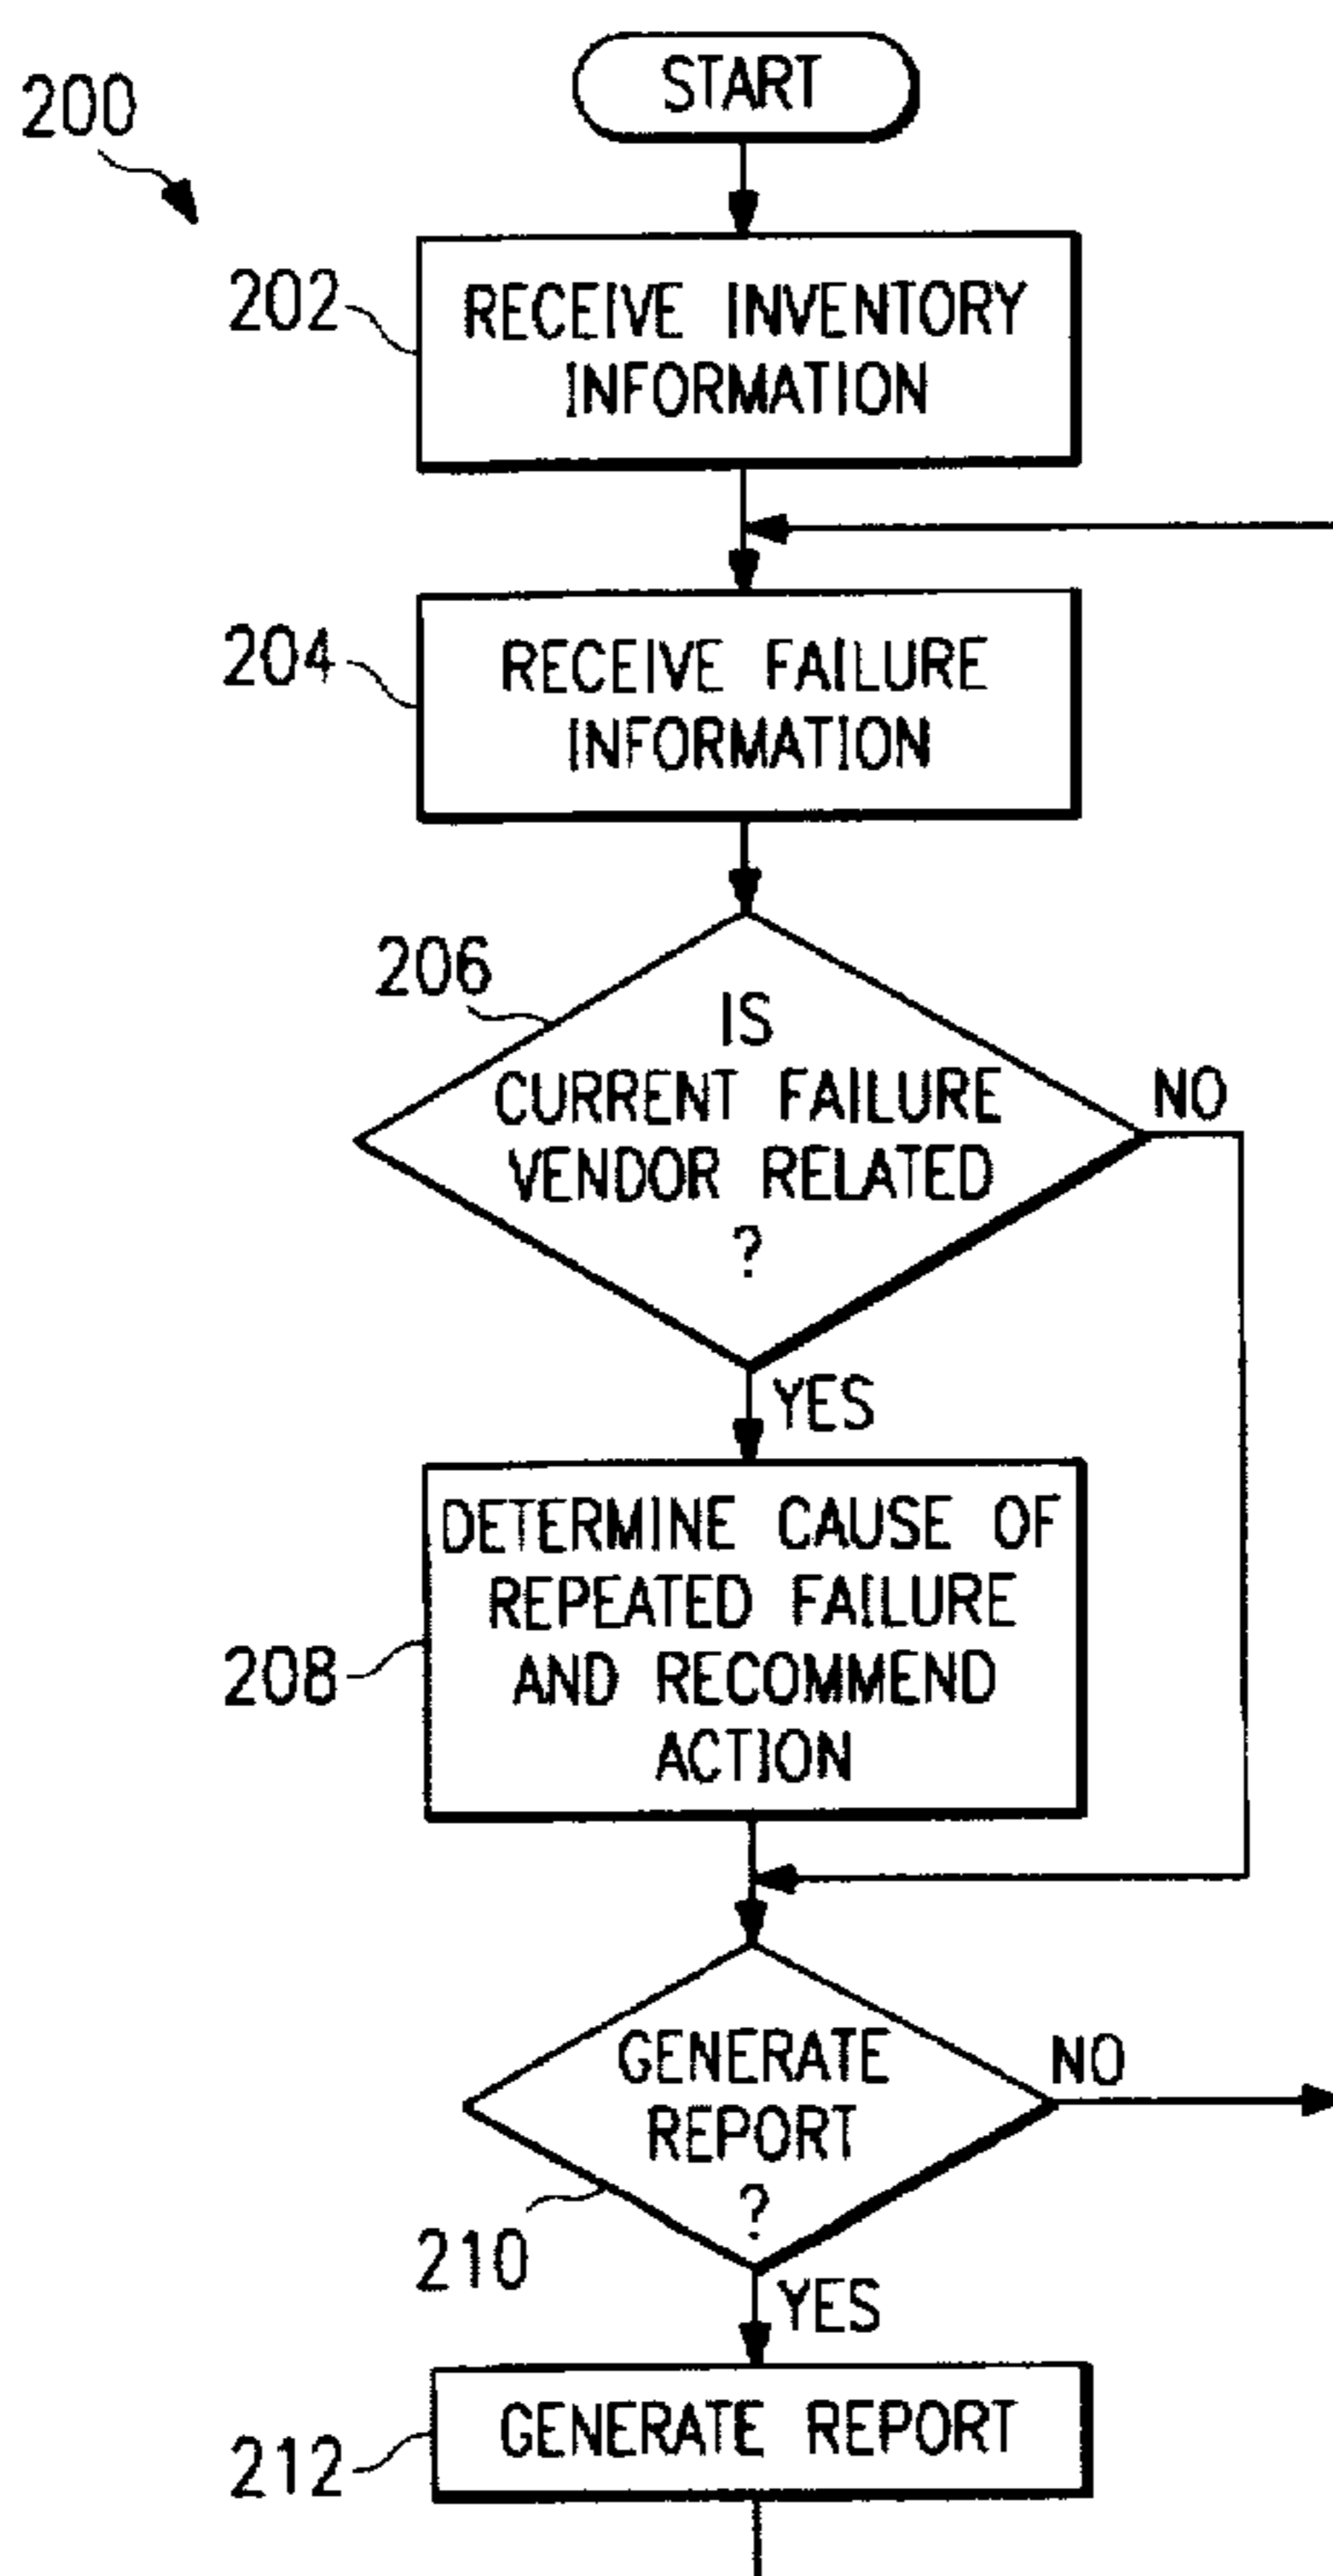 START
200
202
RECEIVE INVENTORY
INFORMATION
204
RECEIVE FAILURE
INFORMATION
206
IS
CURRENT FAILURE
VENDOR RELATED
?
NO
YES
DETERMINE CAUSE OF
REPEATED FAILURE
AND RECOMMEND
ACTION
208
GENERATE
REPORT
?
NO
210
YES
GENERATE REPORT
212